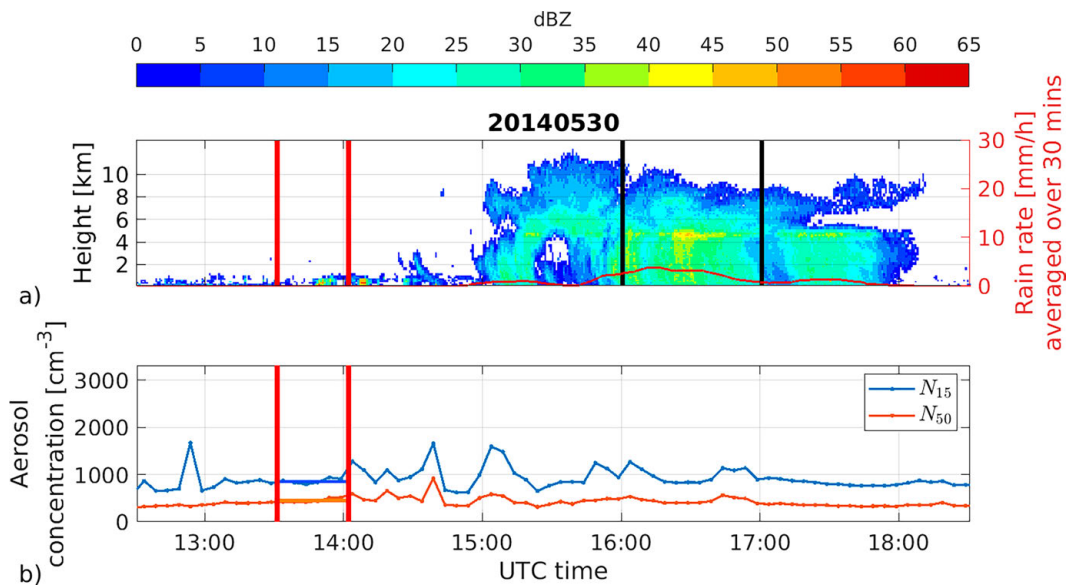 dBZ
0 5 10 15 20 25 30 35 40 45 50 55 60 65
20140530
Height [km]
10
8
6
4
2
30
20
10
0
Rain rate [mm/h]
averaged over 30 mins
a)
Aerosol
concentration [cm⁻³]
3000
2000
1000
0
N₁₅
N₅₀
13:00 14:00 15:00 16:00 17:00 18:00
UTC time
b)